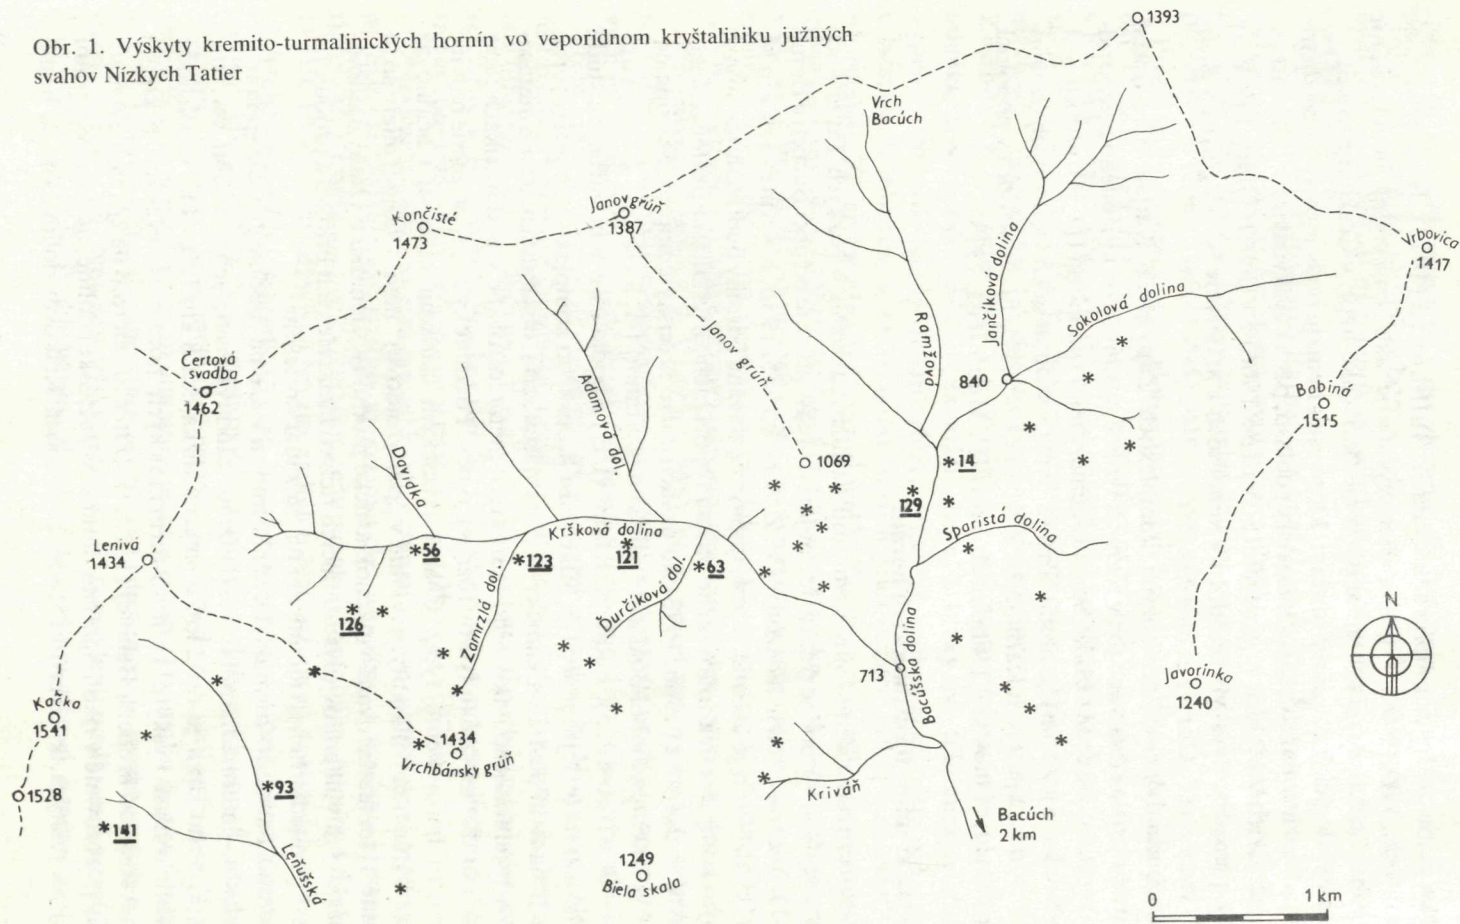 Obr. 1. Výskyty kremito-turmalinických hornín vo veporidnom kryštaliniku južných
svahov Nízkych Tatier
1393
Vrch
Bacúch
Janov grúň
1387
Končisté
1473
Vrbovica
1417
Jančíková dolina
Sokolová dolina
Ramžová
Janov grúň
Adamová dol.
Čertová
svadba
1462
840
Babiná
1515
Davidka
1069
14
129
Sparistá dolina
Kršková dolina
Lenivá
1434
56
123
121
63
Ďurčíková dol.
Zamrzlá dol.
126
N
713
Bacúšska dolina
Javorinka
1240
Kačka
1541
1434
Vrchbánsky grúň
1528
93
Kriváň
141
Bacúch
2 km
Leňušská
1249
Biela skala
0
1 km